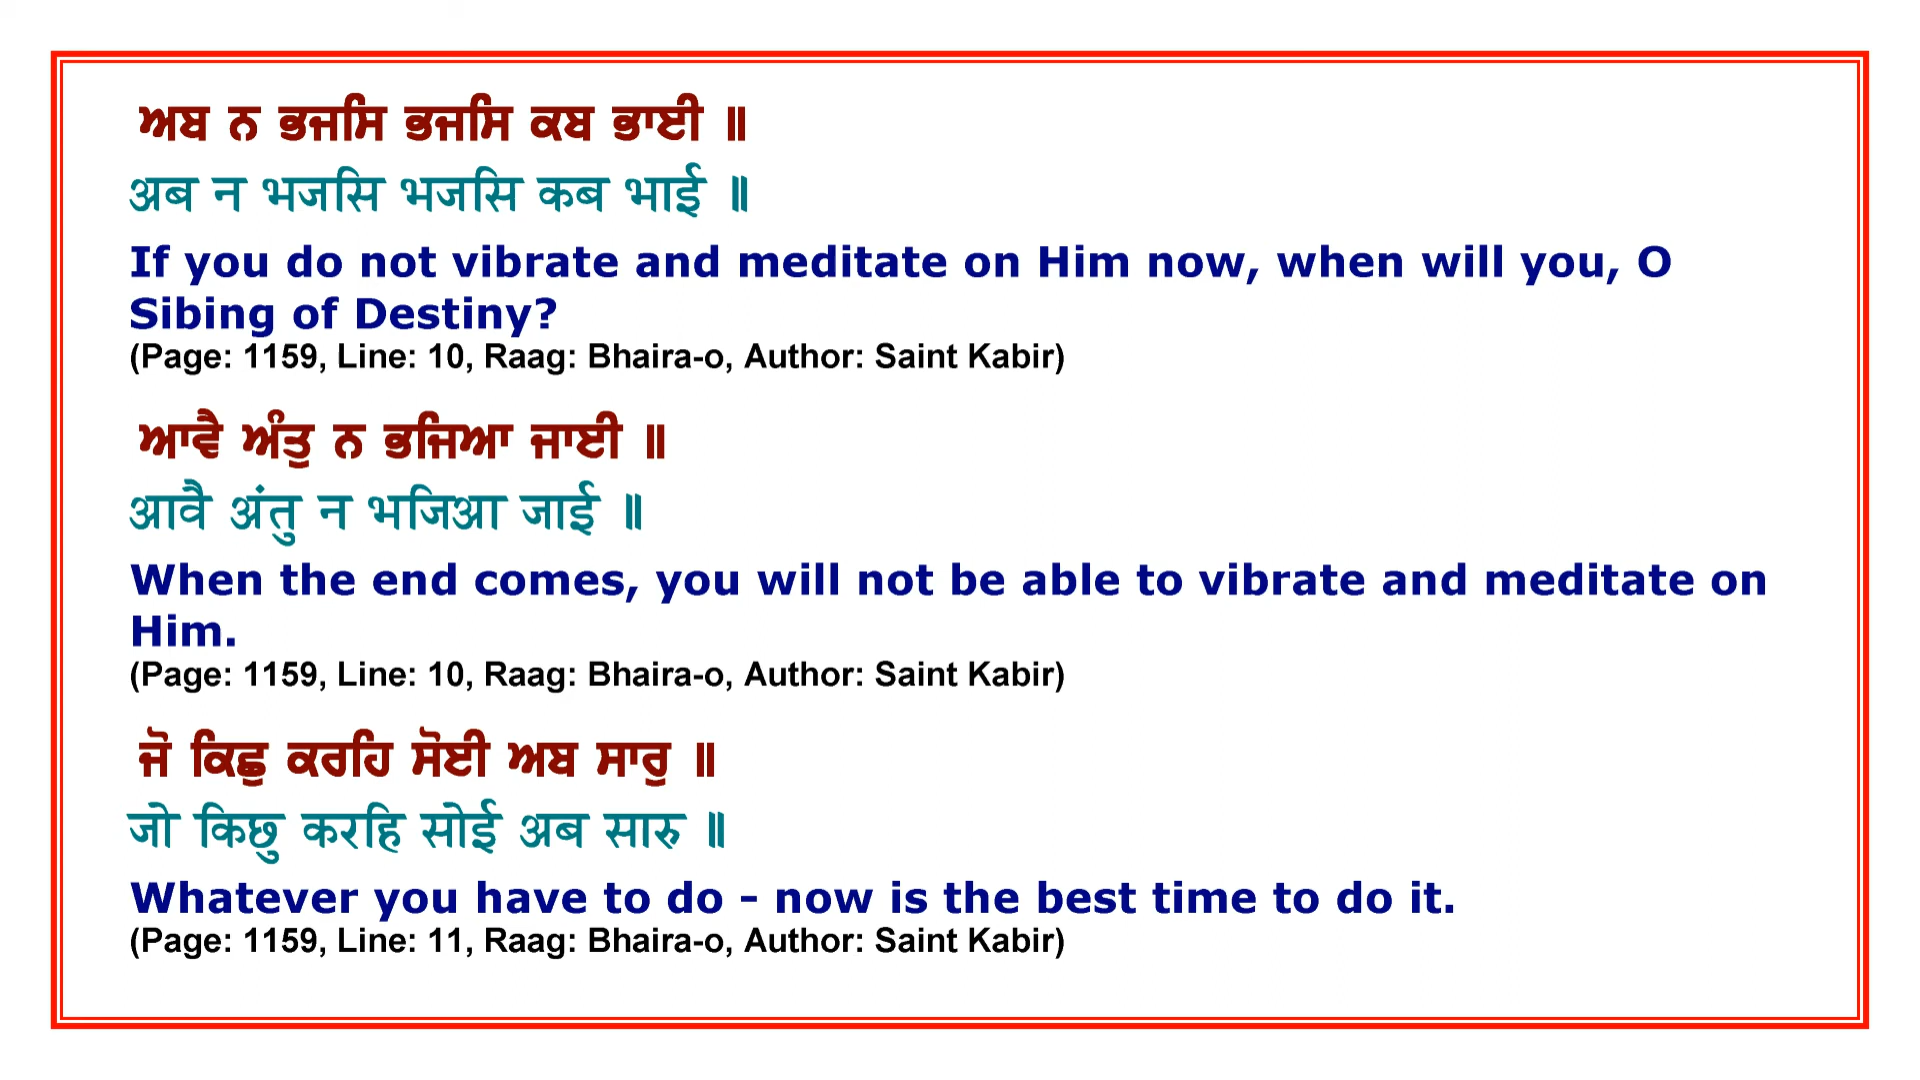 ਅਬ ਨ ਭਜਸਿ ਭਜਸਿ ਕਬ ਭਾਈ ॥
अब न भजसि भजसि कब भाई ॥
If you do not vibrate and meditate on Him now, when will you, O
Sibing of Destiny?
(Page: 1159, Line: 10, Raag: Bhaira-o, Author: Saint Kabir)
ਆਵੈ ਅੰਤੁ ਨ ਭਜਿਆ ਜਾਈ ॥
आवै अंतु न भजिआ जाई ॥
When the end comes, you will not be able to vibrate and meditate on
Him.
(Page: 1159, Line: 10, Raag: Bhaira-o, Author: Saint Kabir)
ਜੋ ਕਿਛੁ ਕਰਹਿ ਸੋਈ ਅਬ ਸਾਰੁ ॥
जो किछु करहि सोई अब सारु ॥
Whatever you have to do - now is the best time to do it.
(Page: 1159, Line: 11, Raag: Bhaira-o, Author: Saint Kabir)